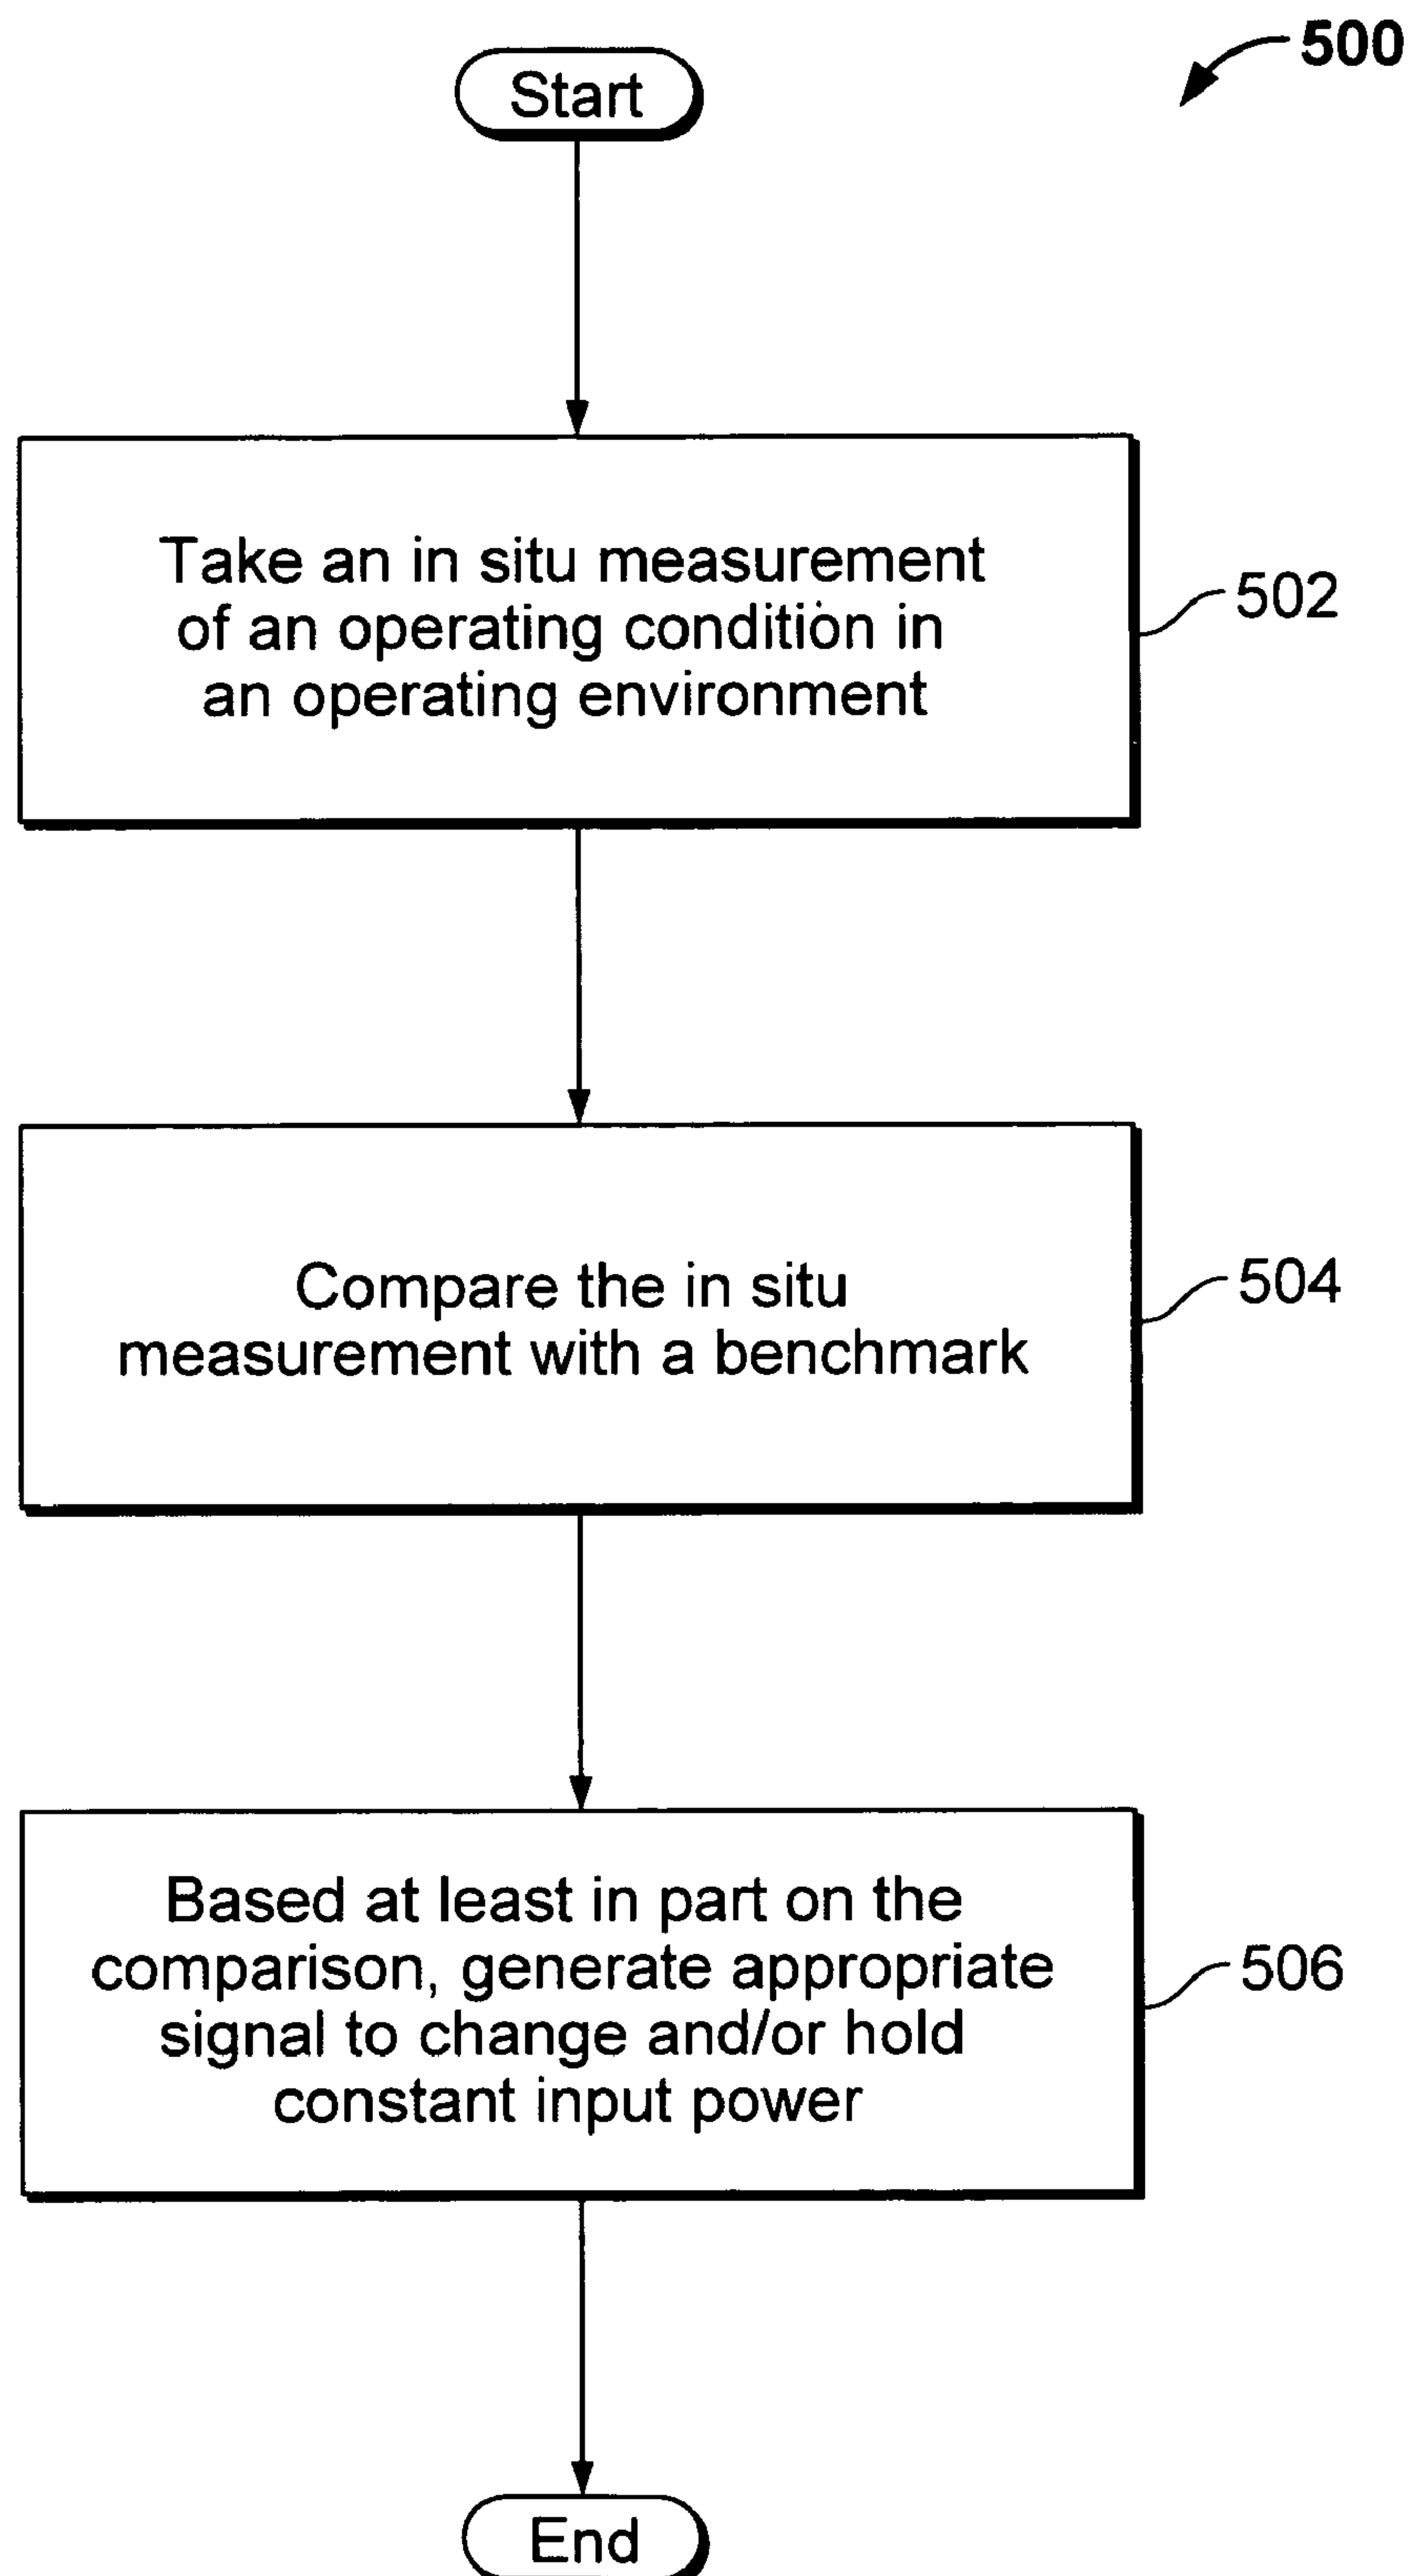 500
Start
Take an in situ measurement
of an operating condition in
an operating environment
502
Compare the in situ
measurement with a benchmark
504
Based at least in part on the
comparison, generate appropriate
signal to change and/or hold
constant input power
506
End